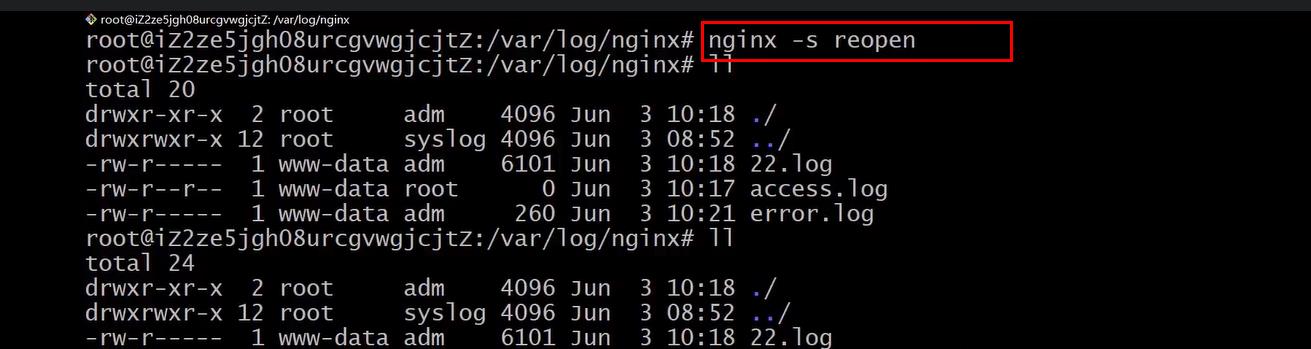 root@iZ2ze5jgh08urcgvwgjcjtZ: /var/log/nginx
root@iZ2ze5jgh08urcgvwgjcjtZ:/var/log/nginx# nginx -s reopen
root@iZ2ze5jgh08urcgvwgjcjtZ:/var/log/nginx# ll
total 20
drwxr-xr-x  2 root     adm    4096 Jun  3 10:18 ./
drwxrwxr-x 12 root     syslog 4096 Jun  3 08:52 ../
-rw-r-----  1 www-data adm    6101 Jun  3 10:18 22.log
-rw-r--r--  1 www-data root      0 Jun  3 10:17 access.log
-rw-r-----  1 www-data adm     260 Jun  3 10:21 error.log
root@iZ2ze5jgh08urcgvwgjcjtZ:/var/log/nginx# ll
total 24
drwxr-xr-x  2 root     adm    4096 Jun  3 10:18 ./
drwxrwxr-x 12 root     syslog 4096 Jun  3 08:52 ../
-rw-r-----  1 www-data adm    6101 Jun  3 10:18 22.log